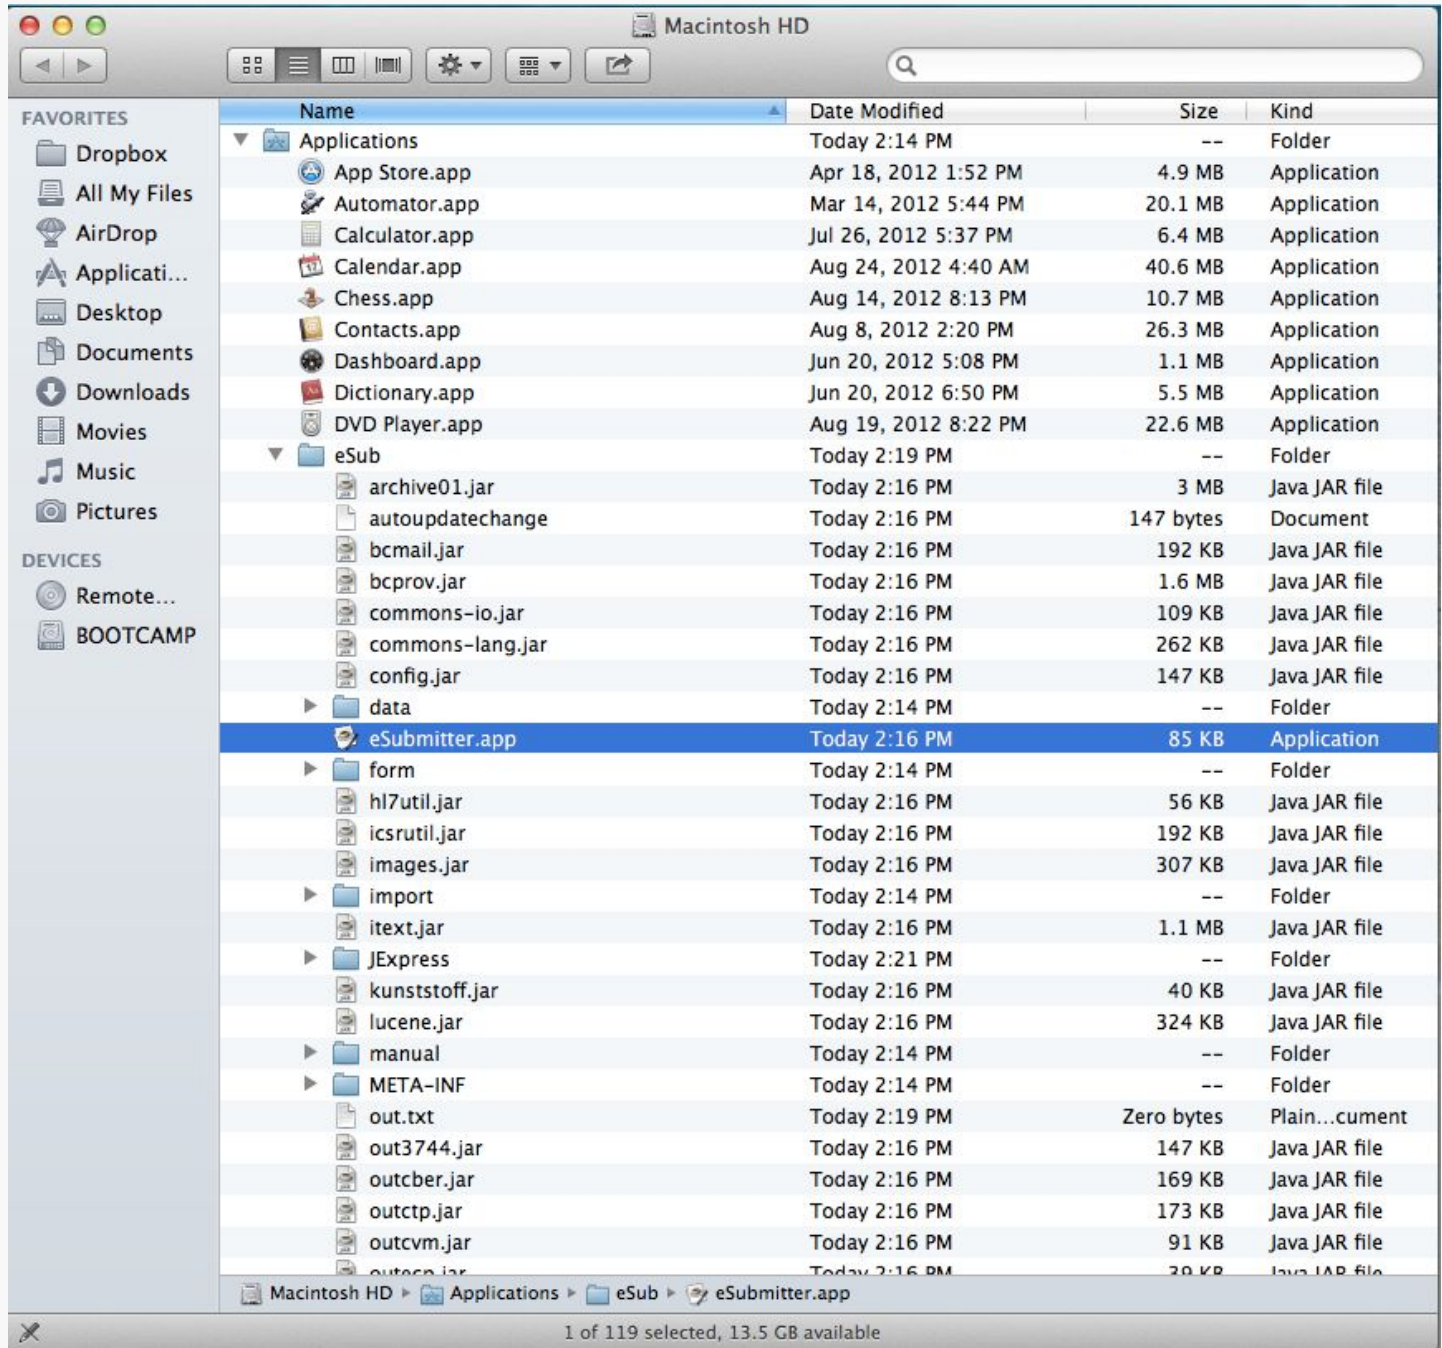 Macintosh HD
FAVORITES
Dropbox
All My Files
AirDrop
Applicati...
Desktop
Documents
Downloads
Movies
Music
Pictures
DEVICES
Remote...
BOOTCAMP
Name Date Modified Size Kind
Applications Today 2:14 PM -- Folder
App Store.app Apr 18, 2012 1:52 PM 4.9 MB Application
Automator.app Mar 14, 2012 5:44 PM 20.1 MB Application
Calculator.app Jul 26, 2012 5:37 PM 6.4 MB Application
Calendar.app Aug 24, 2012 4:40 AM 40.6 MB Application
Chess.app Aug 14, 2012 8:13 PM 10.7 MB Application
Contacts.app Aug 8, 2012 2:20 PM 26.3 MB Application
Dashboard.app Jun 20, 2012 5:08 PM 1.1 MB Application
Dictionary.app Jun 20, 2012 6:50 PM 5.5 MB Application
DVD Player.app Aug 19, 2012 8:22 PM 22.6 MB Application
eSub Today 2:19 PM -- Folder
archive01.jar Today 2:16 PM 3 MB Java JAR file
autoupdatechange Today 2:16 PM 147 bytes Document
bcmail.jar Today 2:16 PM 192 KB Java JAR file
bcprov.jar Today 2:16 PM 1.6 MB Java JAR file
commons-io.jar Today 2:16 PM 109 KB Java JAR file
commons-lang.jar Today 2:16 PM 262 KB Java JAR file
config.jar Today 2:16 PM 147 KB Java JAR file
data Today 2:14 PM -- Folder
eSubmitter.app Today 2:16 PM 85 KB Application
form Today 2:14 PM -- Folder
hl7util.jar Today 2:16 PM 56 KB Java JAR file
icsrutil.jar Today 2:16 PM 192 KB Java JAR file
images.jar Today 2:16 PM 307 KB Java JAR file
import Today 2:14 PM -- Folder
itext.jar Today 2:16 PM 1.1 MB Java JAR file
JExpress Today 2:21 PM -- Folder
kunststoff.jar Today 2:16 PM 40 KB Java JAR file
lucene.jar Today 2:16 PM 324 KB Java JAR file
manual Today 2:14 PM -- Folder
META-INF Today 2:14 PM -- Folder
out.txt Today 2:19 PM Zero bytes Plain...cument
out3744.jar Today 2:16 PM 147 KB Java JAR file
outcber.jar Today 2:16 PM 169 KB Java JAR file
outctp.jar Today 2:16 PM 173 KB Java JAR file
outcvm.jar Today 2:16 PM 91 KB Java JAR file
Today 2:16 PM 39 KB Java JAR file
Macintosh HD Applications eSub eSubmitter.app
1 of 119 selected, 13.5 GB available